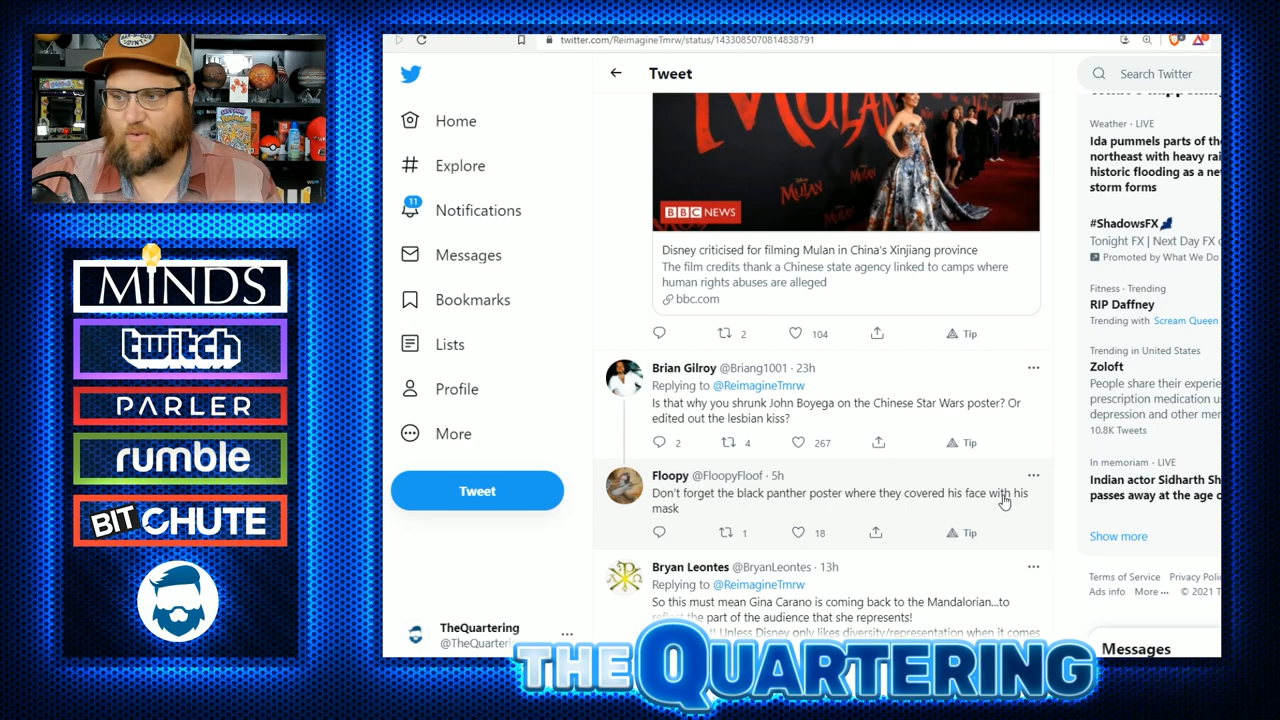 MINDS
twitch
PARLER
rumble
BITCHUTE
twitter.com/ReimagineTmrw/status/1433085070814838791
Home
Explore
11
Notifications
Messages
Bookmarks
Lists
Profile
More
Tweet
TheQuartering
@TheQuarteri
Tweet
MULAN
Disney
MULAN
BBC NEWS
Disney criticised for filming Mulan in China's Xinjiang province
The film credits thank a Chinese state agency linked to camps where
human rights abuses are alleged
bbc.com
2 104 Tip
Brian Gilroy @Briang1001 · 23h
Replying to @ReimagineTmrw
Is that why you shrunk John Boyega on the Chinese Star Wars poster? Or
edited out the lesbian kiss?
2 4 267 Tip
Floopy @FloopyFloof · 5h
Don't forget the black panther poster where they covered his face with his
mask
1 18 Tip
Bryan Leontes @BryanLeontes · 13h
Replying to @ReimagineTmrw
So this must mean Gina Carano is coming back to the Mandalorian...to
reflect the part of the audience that she represents!
Unless Disney only likes diversity/representation when it comes
Search Twitter
Weather · LIVE
Ida pummels parts of the
northeast with heavy rai
historic flooding as a new
storm forms
#ShadowsFX
Tonight FX | Next Day FX
Promoted by What We Do
Fitness · Trending
RIP Daffney
Trending with Scream Queen
Trending in United States
Zoloft
People share their experie
prescription medication u
depression and other mer
10.8K Tweets
In memoriam · LIVE
Indian actor Sidharth Sh
passes away at the age o
Show more
Terms of Service Privacy Polic
Ads info More ··· © 2021 T
Messages
THE QUARTERING